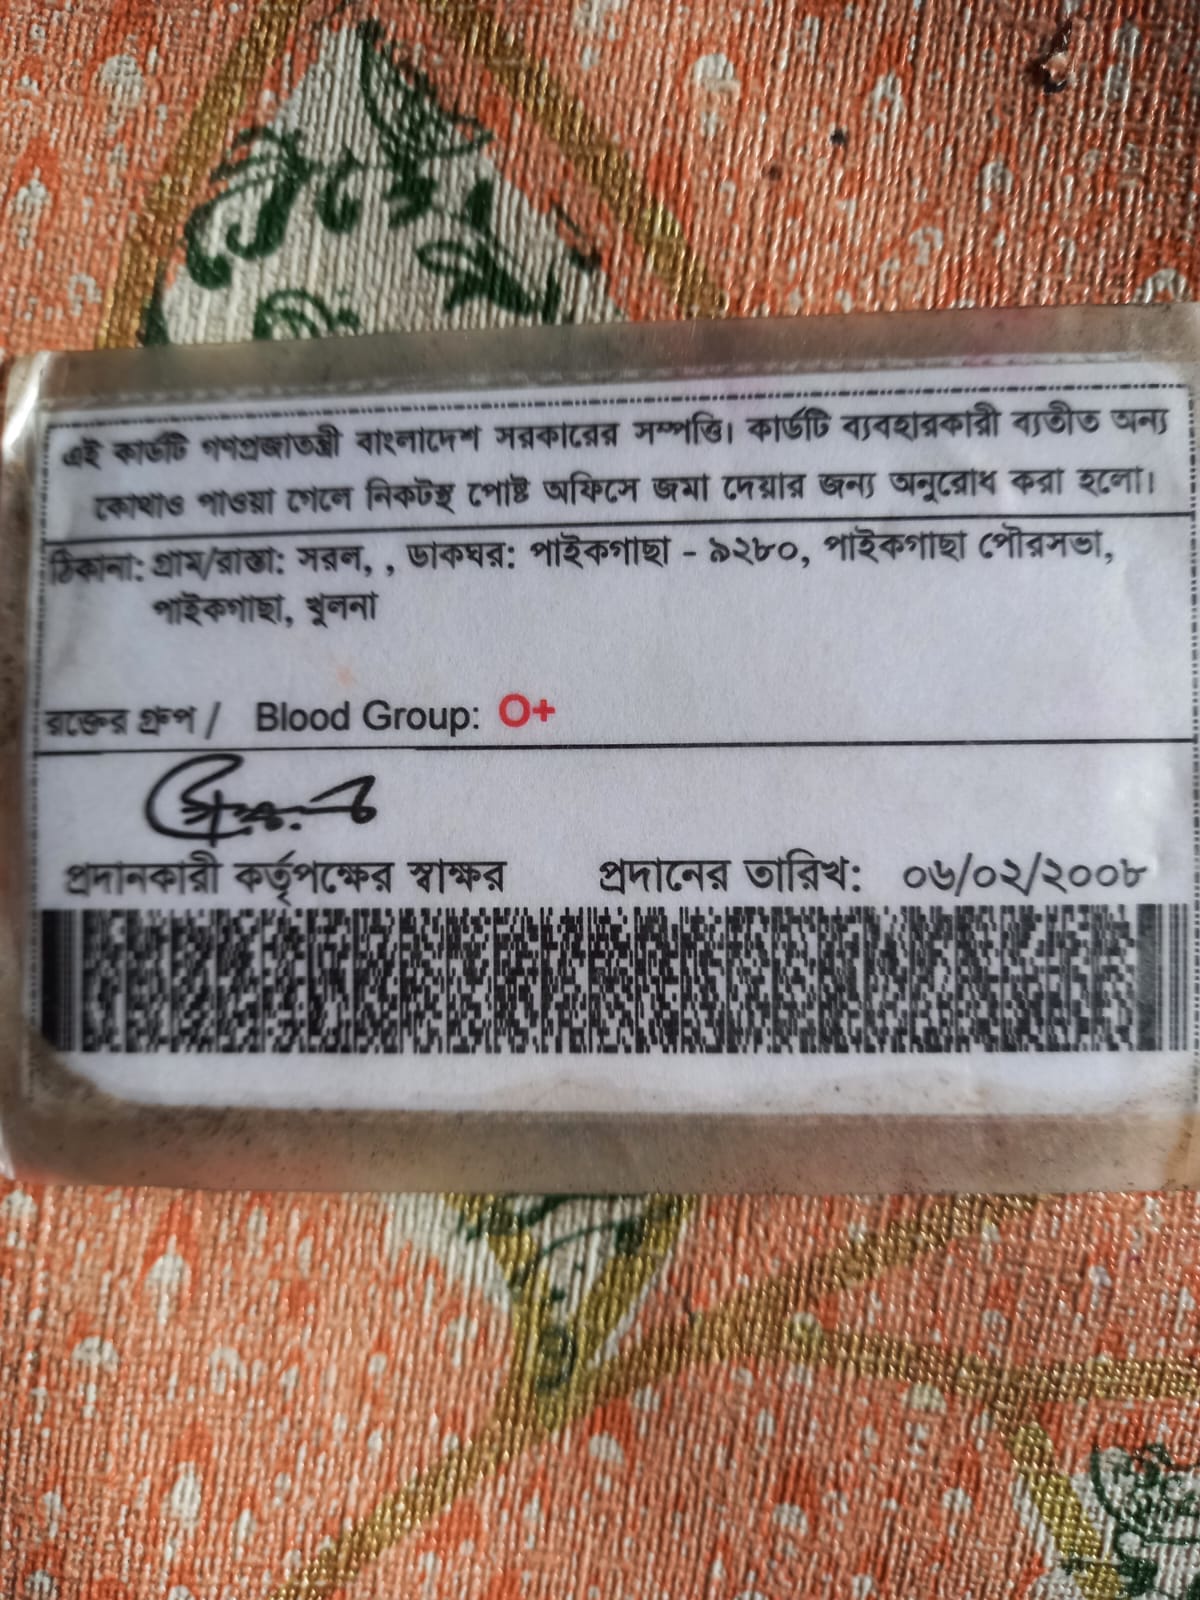 এই কার্ডটি গণপ্রজাতন্ত্রী বাংলাদেশ সরকারের সম্পত্তি। কার্ডটি ব্যবহারকারী ব্যতীত অন্য
কোথাও পাওয়া গেলে নিকটস্থ পোষ্ট অফিসে জমা দেয়ার জন্য অনুরোধ করা হলো।
ঠিকানা: গ্রাম/রাস্তা: সরল, , ডাকঘর: পাইকগাছা - ৯২৮০, পাইকগাছা পৌরসভা,
পাইকগাছা, খুলনা
রক্তের গ্রুপ / Blood Group: O+
প্রদানকারী কর্তৃপক্ষের স্বাক্ষর প্রদানের তারিখ: ০৬/০২/২০০৮